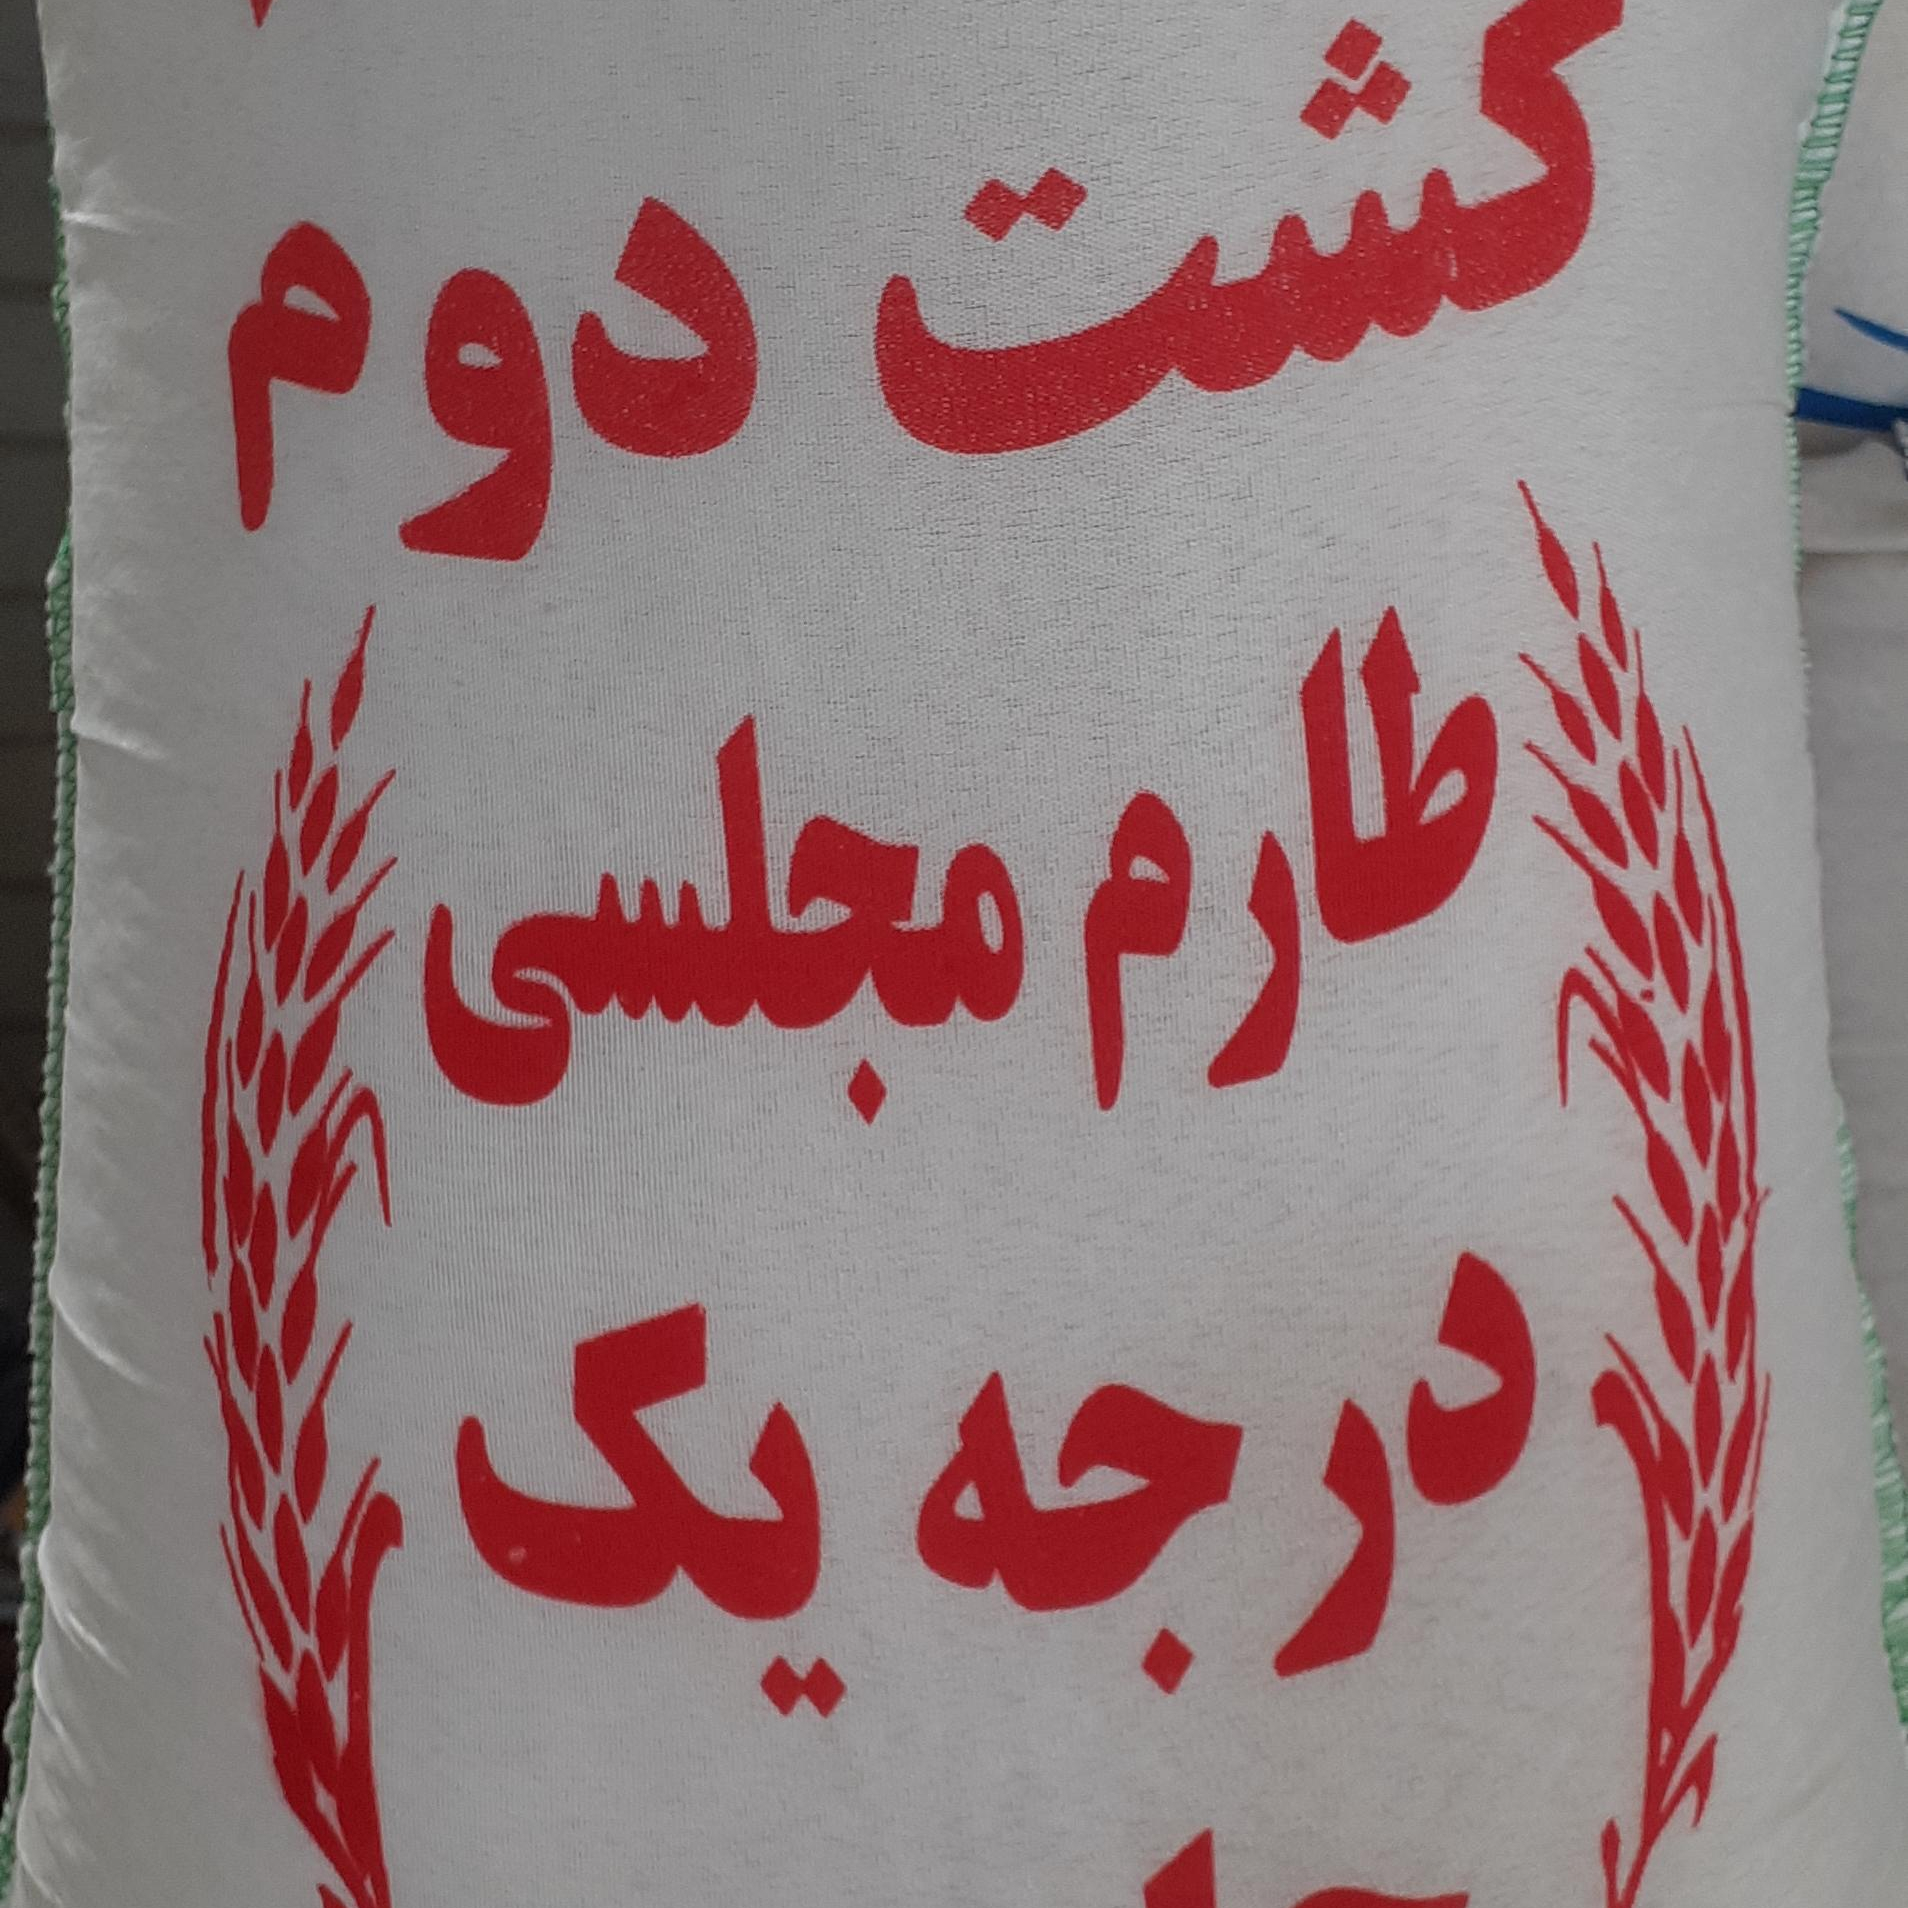 کشت دوم
طارم مجلسی
درجه یک